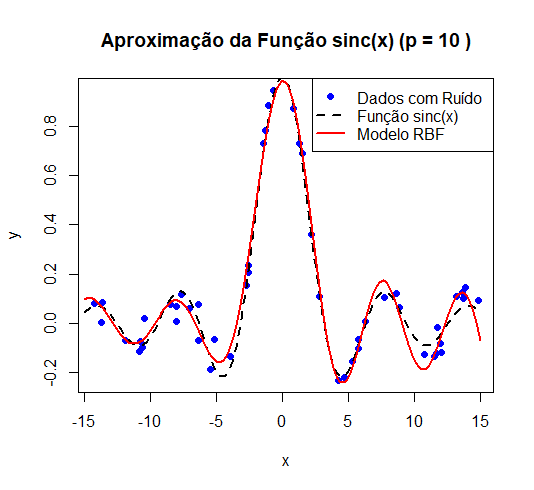 Aproximação da Função sinc(x) (p = 10 )
Dados com Ruído
Função sinc(x)
Modelo RBF
y
0.8
0.6
0.4
0.2
0.0
-0.2
-15 -10 -5 0 5 10 15
x